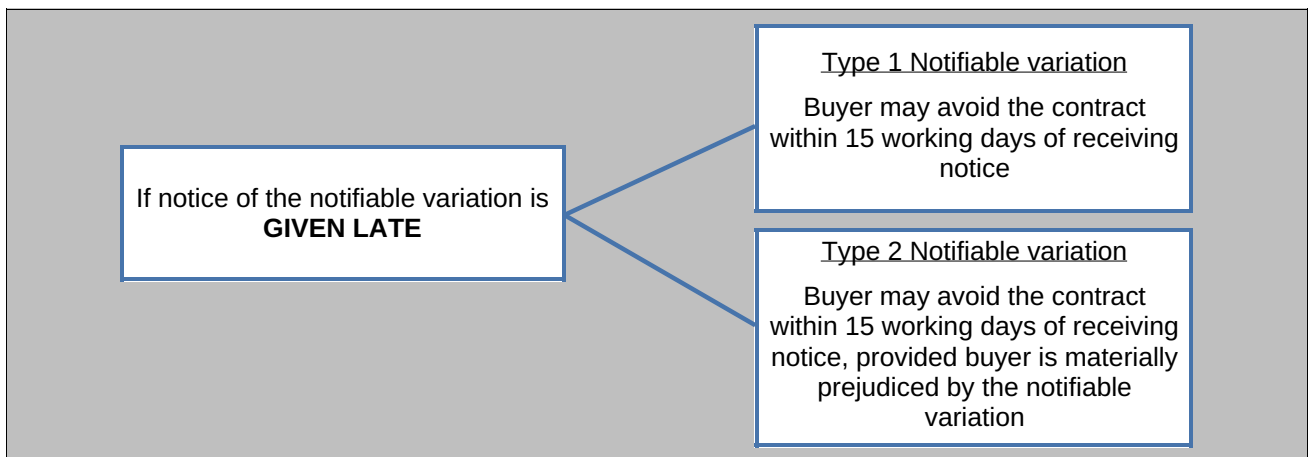 If notice of the notifiable variation is
GIVEN LATE
Type 1 Notifiable variation
Buyer may avoid the contract
within 15 working days of receiving
notice
Type 2 Notifiable variation
Buyer may avoid the contract
within 15 working days of receiving
notice, provided buyer is materially
prejudiced by the notifiable
variation